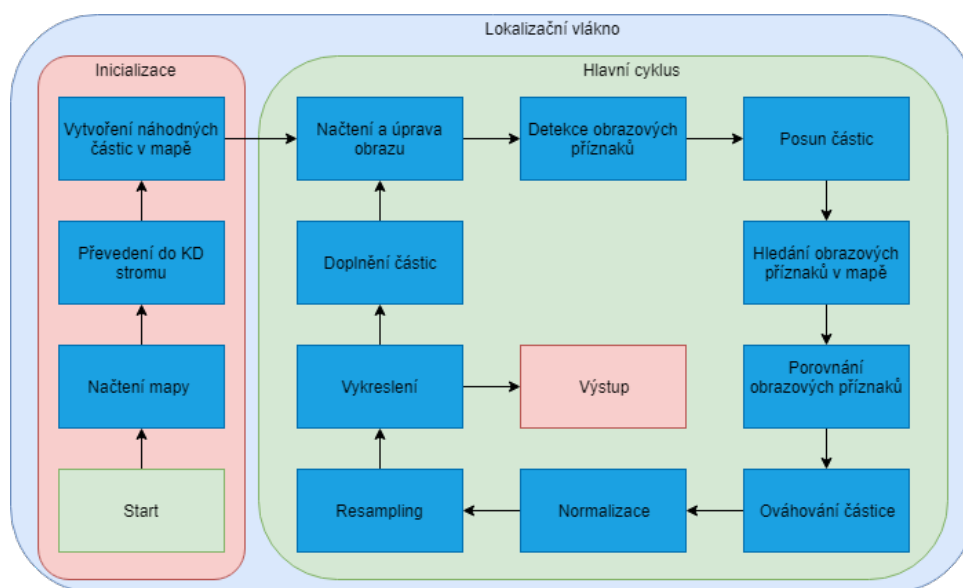 Lokalizační vlákno
Inicializace
Vytvoření náhodných
částic v mapě
Převedení do KD
stromu
Načtení mapy
Start
Hlavní cyklus
Načtení a úprava
obrazu
Detekce obrazových
příznaků
Posun částic
Doplnění částic
Hledání obrazových
příznaků v mapě
Vykreslení
Výstup
Porovnání
obrazových příznaků
Resampling
Normalizace
Ováhování částice